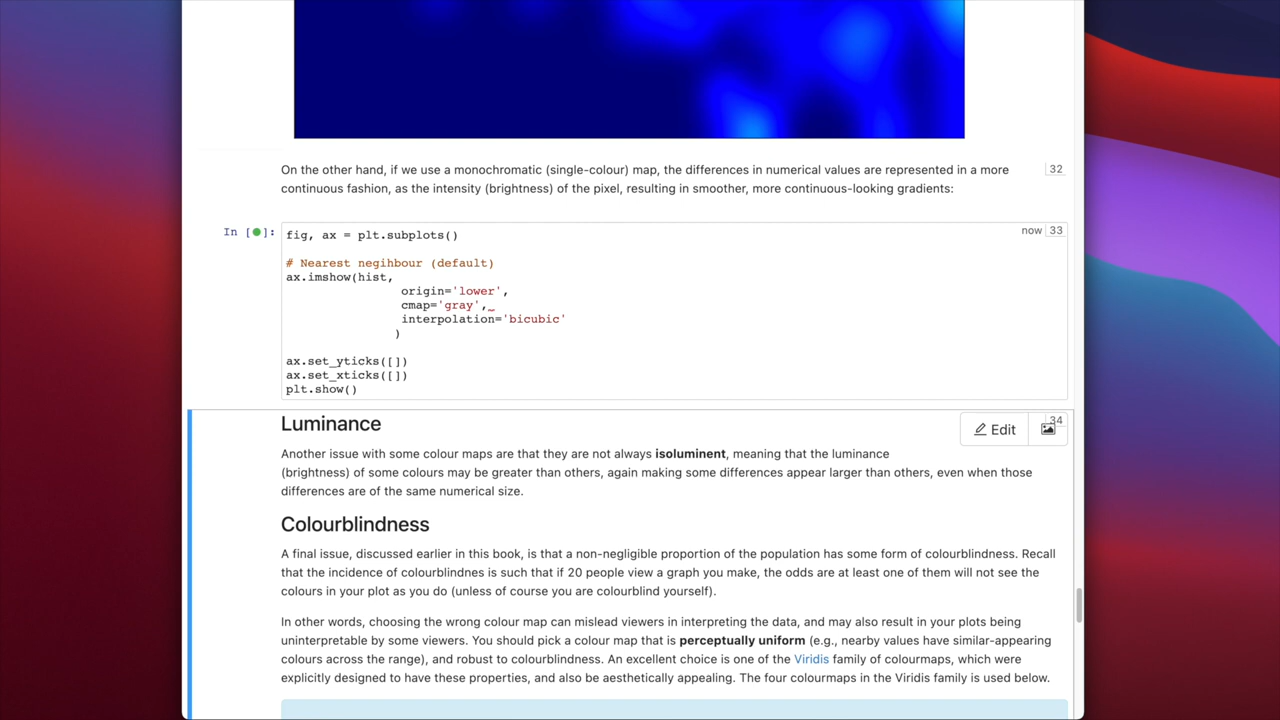 On the other hand, if we use a monochromatic (single-colour) map, the differences in numerical values are represented in a more
continuous fashion, as the intensity (brightness) of the pixel, resulting in smoother, more continuous-looking gradients:
32
In [●]:
now 33
fig, ax = plt.subplots()
# Nearest negihbour (default)
ax.imshow(hist,
origin='lower',
cmap='gray',
interpolation='bicubic'
)
ax.set_yticks([])
ax.set_xticks([])
plt.show()
Luminance
Edit
34
Another issue with some colour maps are that they are not always isoluminent, meaning that the luminance
(brightness) of some colours may be greater than others, again making some differences appear larger than others, even when those
differences are of the same numerical size.
Colourblindness
A final issue, discussed earlier in this book, is that a non-negligible proportion of the population has some form of colourblindness. Recall
that the incidence of colourblindnes is such that if 20 people view a graph you make, the odds are at least one of them will not see the
colours in your plot as you do (unless of course you are colourblind yourself).
In other words, choosing the wrong colour map can mislead viewers in interpreting the data, and may also result in your plots being
uninterpretable by some viewers. You should pick a colour map that is perceptually uniform (e.g., nearby values have similar-appearing
colours across the range), and robust to colourblindness. An excellent choice is one of the Viridis family of colourmaps, which were
explicitly designed to have these properties, and also be aesthetically appealing. The four colourmaps in the Viridis family is used below.